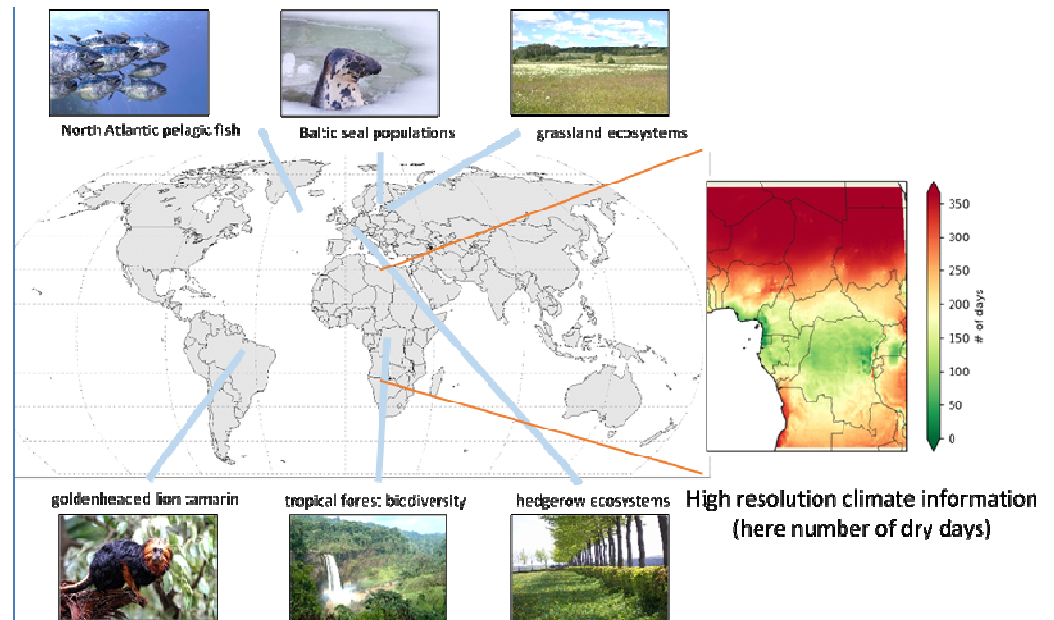 North Atlantic pelagic fish
Baltic seal populations
grassland ecosystems
350
300
250
200
150
100
50
0
# of days
goldenheaced lion tamarin
tropical forest biodiversity
hedgerow ecosystems
High resolution climate information
(here number of dry days)